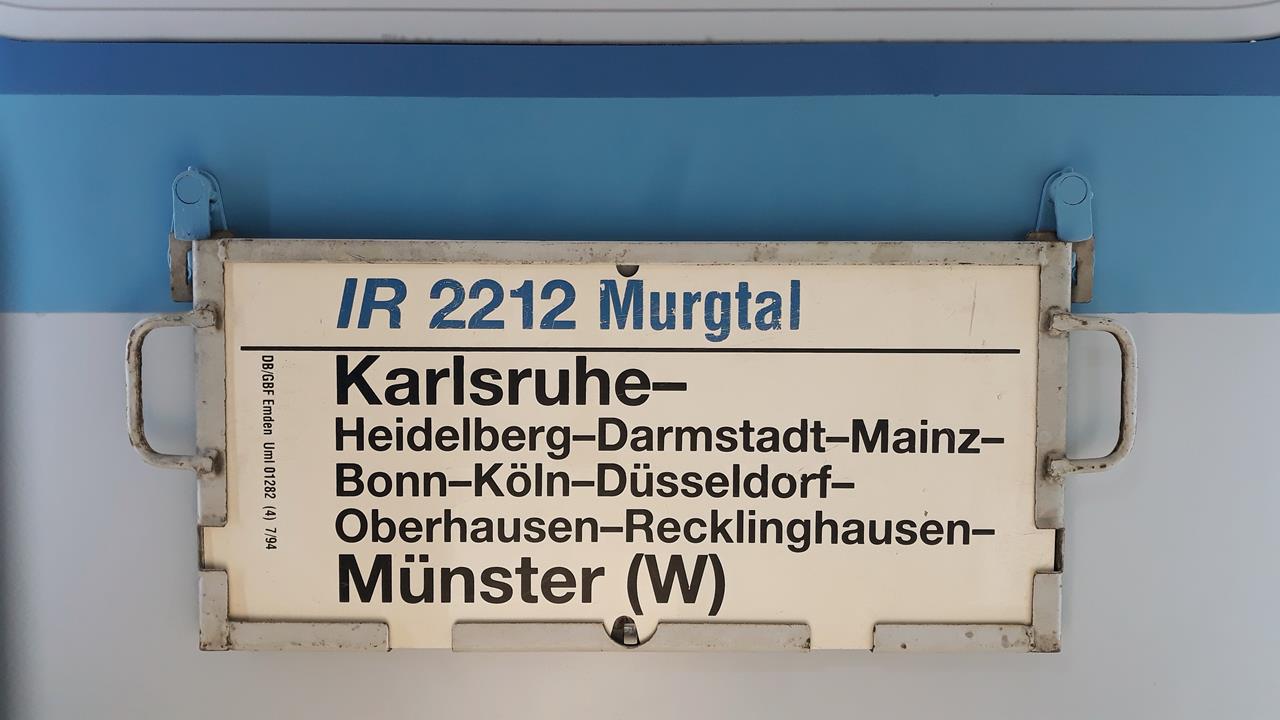 IR 2212 Murgtal
Karlsruhe–
Heidelberg–Darmstadt–Mainz–
Bonn–Köln–Düsseldorf–
Oberhausen–Recklinghausen–
Münster (W)
DB/GBF Emden Uml 01282 (4) 7/94